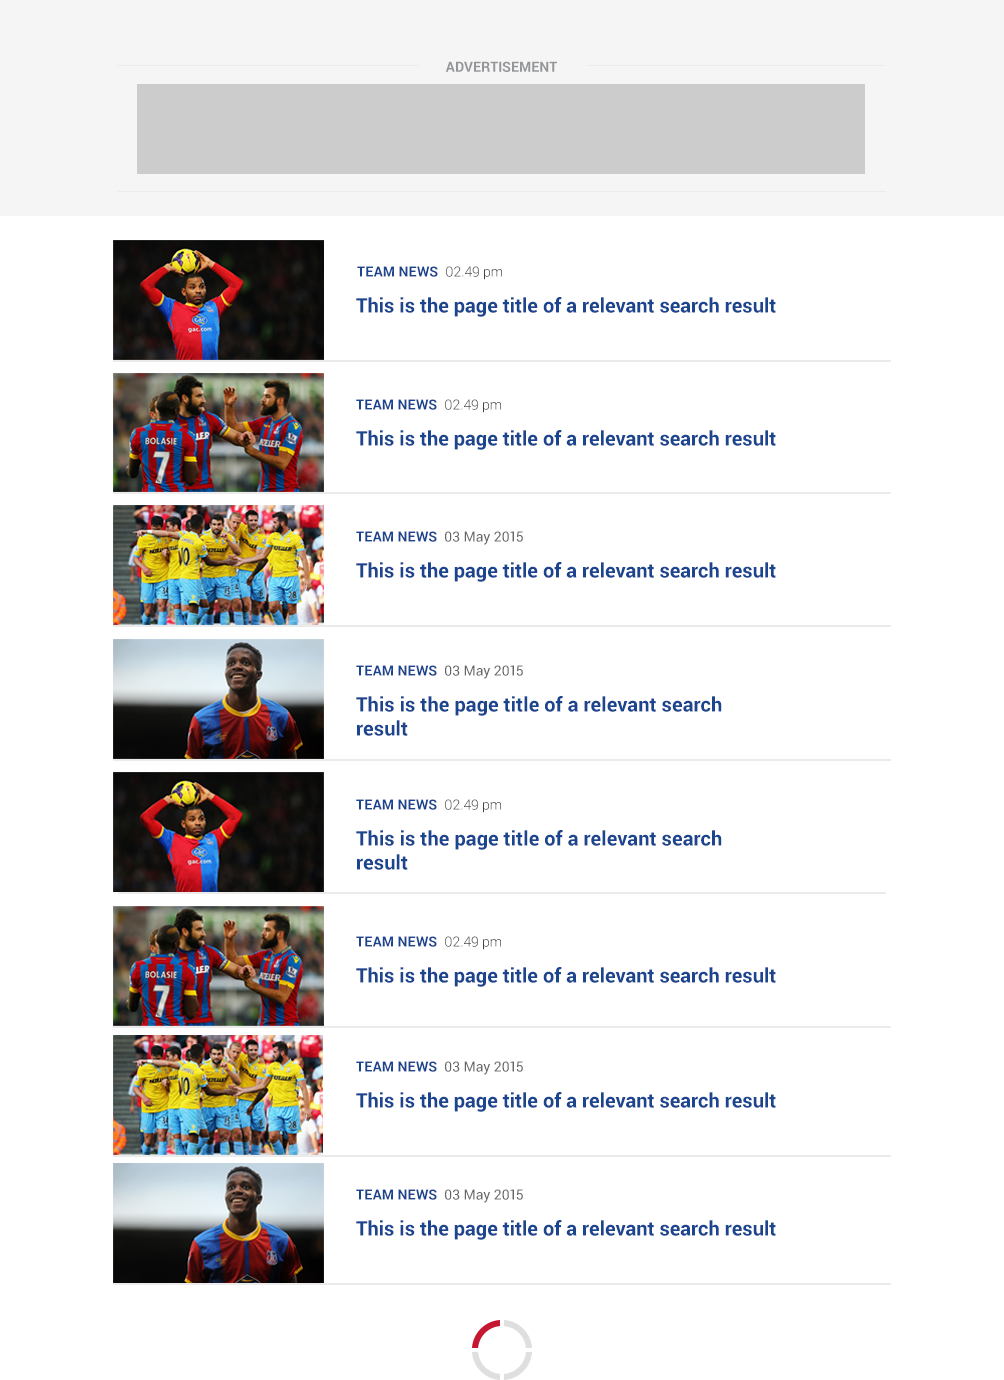 ADVERTISEMENT
TEAM NEWS 02.49 pm
This is the page title of a relevant search result
gac.com
TEAM NEWS 02.49 pm
This is the page title of a relevant search result
BOLASIE
7
TEAM NEWS 03 May 2015
This is the page title of a relevant search result
TEAM NEWS 03 May 2015
This is the page title of a relevant search
result
TEAM NEWS 02.49 pm
This is the page title of a relevant search
result
gac.com
TEAM NEWS 02.49 pm
This is the page title of a relevant search result
BOLASIE
7
TEAM NEWS 03 May 2015
This is the page title of a relevant search result
TEAM NEWS 03 May 2015
This is the page title of a relevant search result